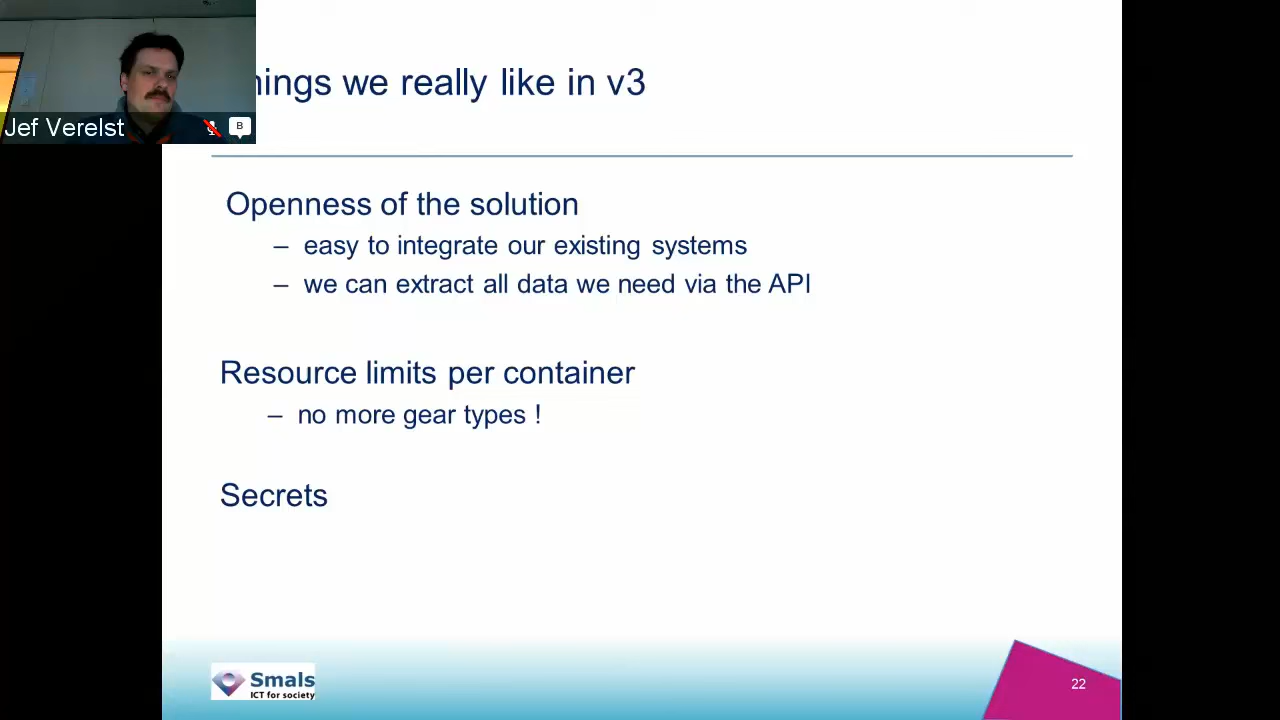 hings we really like in v3
Jef Verelst
B
Openness of the solution
– easy to integrate our existing systems
– we can extract all data we need via the API
Resource limits per container
– no more gear types !
Secrets
Smals
ICT for society
22